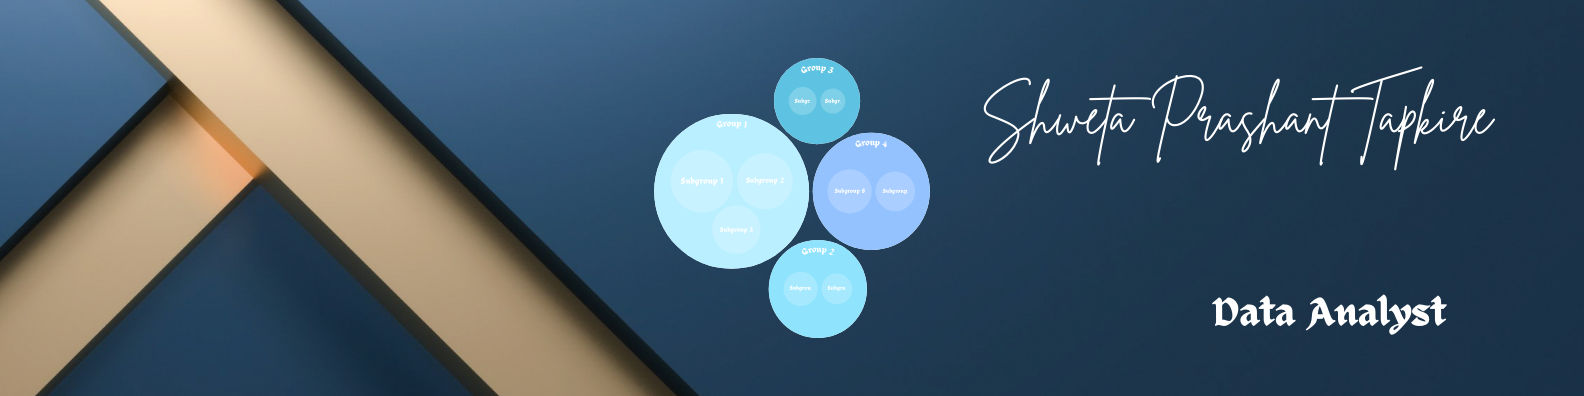 Group 3
Subgr
Subgr
Group 1
Subgroup 1
Subgroup 2
Subgroup 3
Group 4
Subgroup 8
Subgroup
Group 2
Subgrou
Subgro
Shweta Prashant Tapkire
Data Analyst